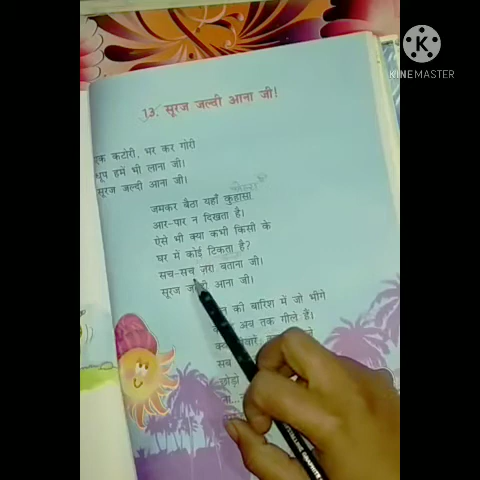 KINEMASTER
13. सूरज जल्दी आना जी!
एक कटोरी, भर कर गोरी
धूप हमें भी लाना जी।
सूरज जल्दी आना जी।
जमकर बैठा यहाँ कुहासा
आर-पार न दिखता है।
ऐसे भी क्या कभी किसी के
घर में कोई टिकता है?
सच-सच ज़रा बताना जी।
सूरज जल्दी आना जी।
की बारिश में जो भीगे
अब तक गीले हैं।
सब
छोड़ो